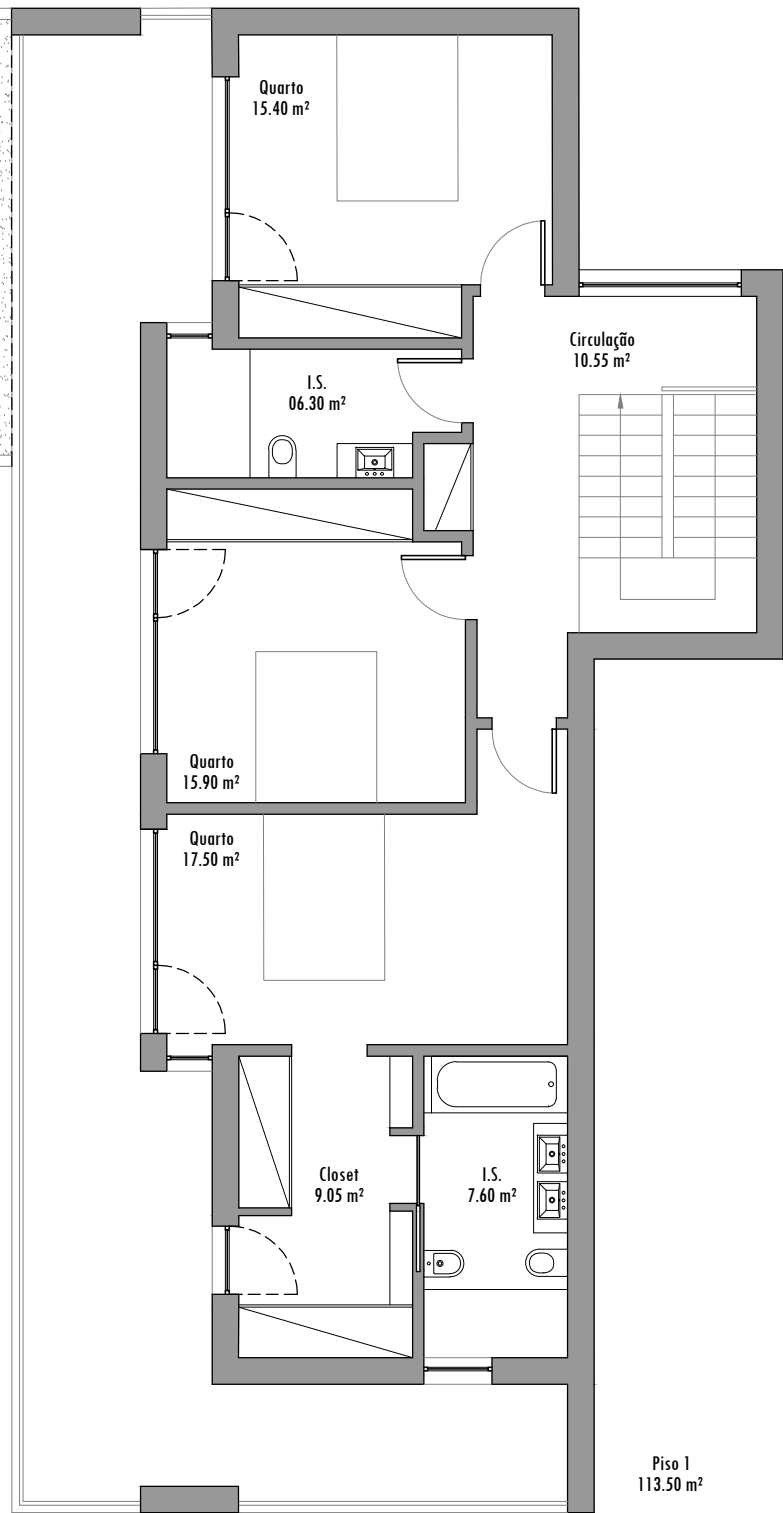 Quarto
15.40 m²
Circulação
10.55 m²
I.S.
06.30 m²
Quarto
15.90 m²
Quarto
17.50 m²
Closet
9.05 m²
I.S.
7.60 m²
Piso 1
113.50 m²